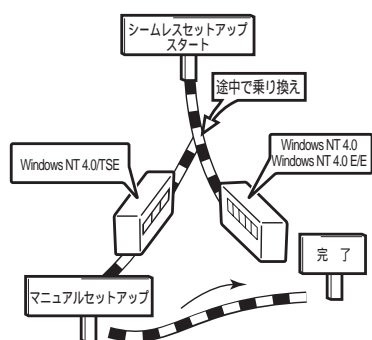 シームレスセットアップ
スタート
途中で乗り換え
Windows NT 4.0/TSE
Windows NT 4.0
Windows NT 4.0 E/E
完 了
マニュアルセットアップ